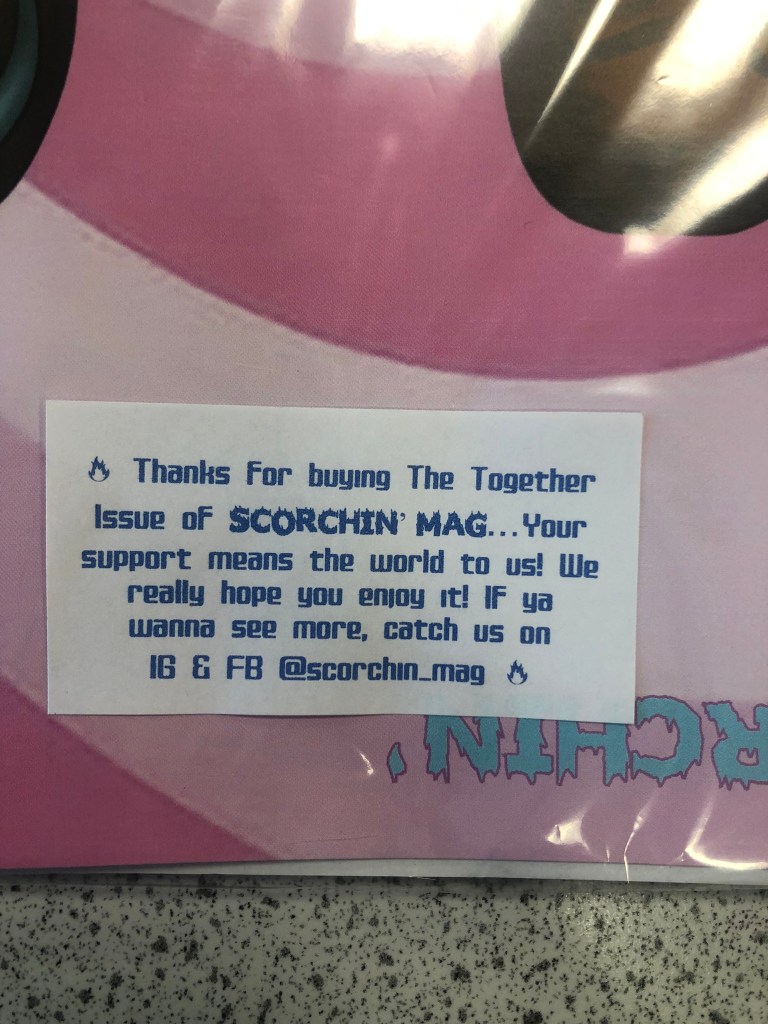 🔥 Thanks For buying The Together
Issue of SCORCHIN' MAG...Your
support means the world to us! We
really hope you enjoy it! IF ya
wanna see more, catch us on
IG & FB @scorchin_mag 🔥
RCHIN'